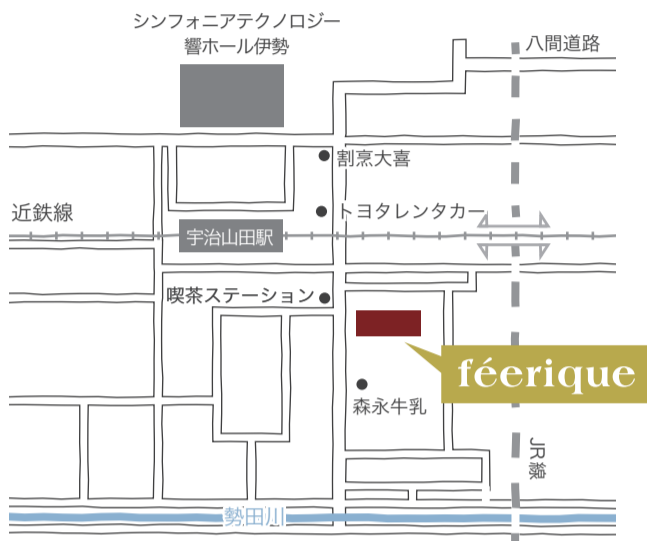 シンフォニアテクノロジー
響ホール伊勢
八間道路
割烹大喜
近鉄線
トヨタレンタカー
宇治山田駅
喫茶ステーション
féerique
森永牛乳
JR線
勢田川